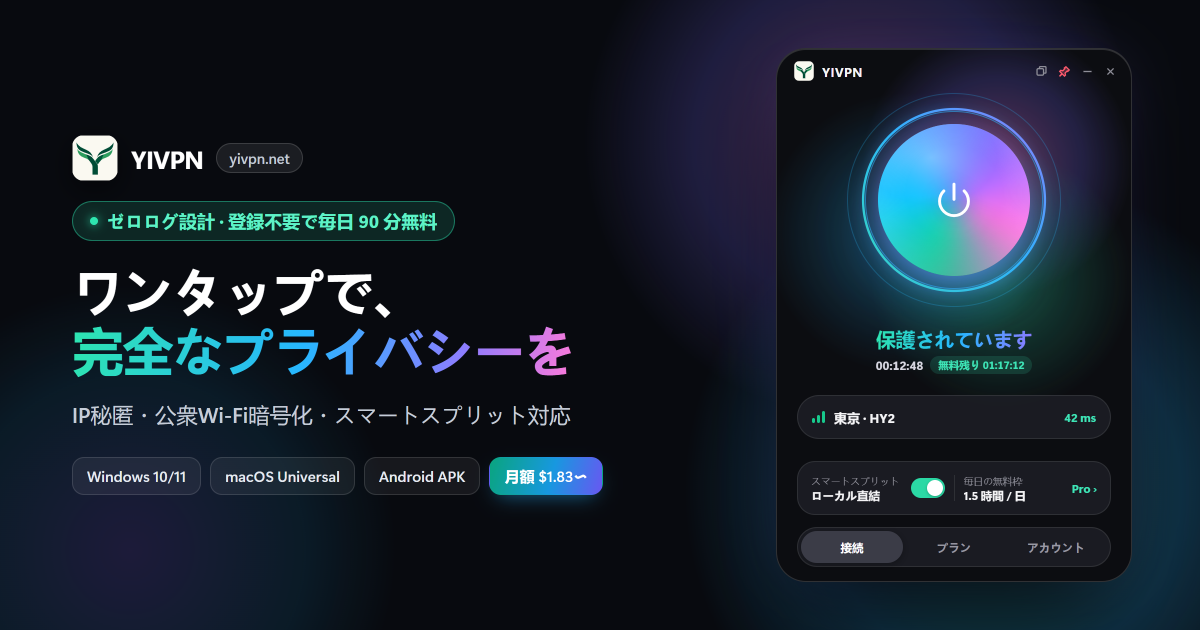 YIVPN
yivpn.net
ゼロログ設計 · 登録不要で毎日 90 分無料
ワンタップで、
完全なプライバシーを
IP秘匿・公衆Wi-Fi暗号化・スマートスプリット対応
Windows 10/11
macOS Universal
Android APK
月額 $1.83〜
YIVPN
保護されています
00:12:48
無料残り 01:17:12
東京 · HY2
42 ms
スマートスプリット
ローカル直結
毎日の無料枠
1.5 時間 / 日
Pro ›
接続
プラン
アカウント